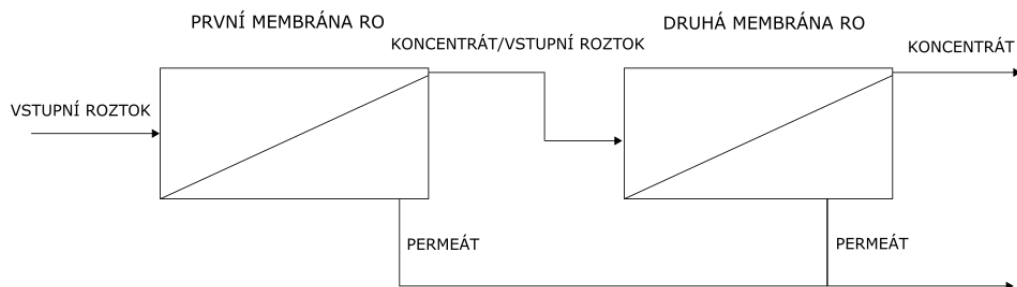 PRVNÍ MEMBRÁNA RO
DRUHÁ MEMBRÁNA RO
KONCENTRÁT/VSTUPNÍ ROZTOK
KONCENTRÁT
VSTUPNÍ ROZTOK
PERMEÁT
PERMEÁT